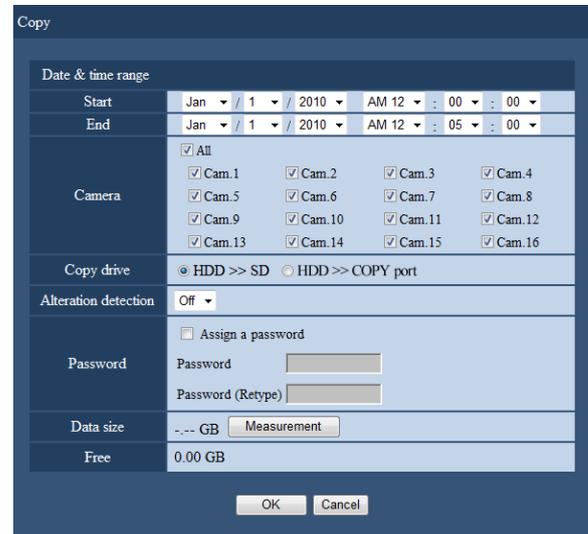 Copy
Date & time range
Start Jan / 1 / 2010 AM 12 : 00 : 00
End Jan / 1 / 2010 AM 12 : 05 : 00
Camera
All
Cam.1 Cam.2 Cam.3 Cam.4
Cam.5 Cam.6 Cam.7 Cam.8
Cam.9 Cam.10 Cam.11 Cam.12
Cam.13 Cam.14 Cam.15 Cam.16
Copy drive HDD >> SD HDD >> COPY port
Alteration detection Off
Password
Assign a password
Password
Password (Retype)
Data size -.-- GB Measurement
Free 0.00 GB
OK Cancel